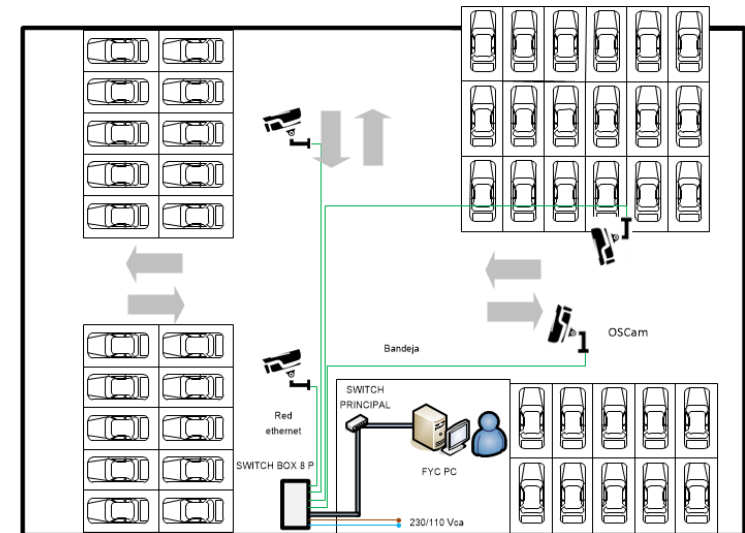 OSCam
Bandeja
SWITCH
PRINCIPAL
Red
ethernet
SWITCH BOX 8 P
FYC PC
230/110 Vca